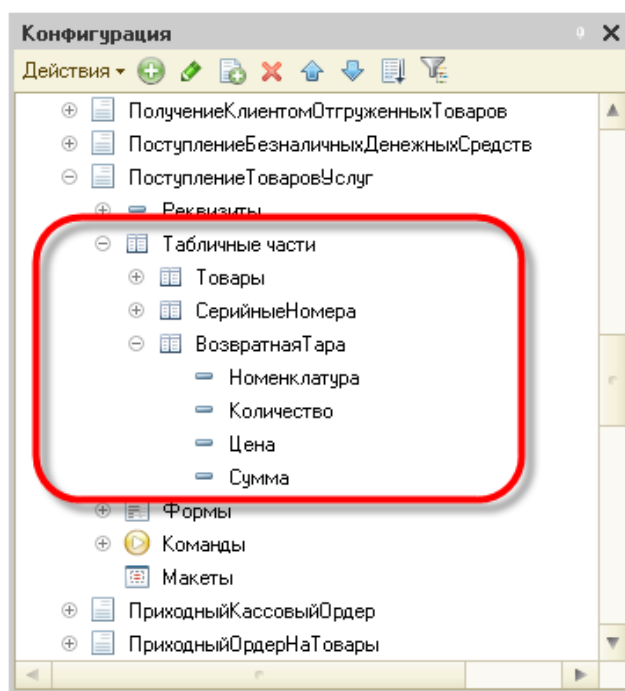 Конфигурация
Действия
ПолучениеКлиентомОтгруженныхТоваров
ПоступлениеБезналичныхДенежныхСредств
ПоступлениеТоваровУслуг
Реквизиты
Табличные части
Товары
СерийныеНомера
ВозвратнаяТара
Номенклатура
Количество
Цена
Сумма
Формы
Команды
Макеты
ПриходныйКассовыйОрдер
ПриходныйОрдерНаТовары